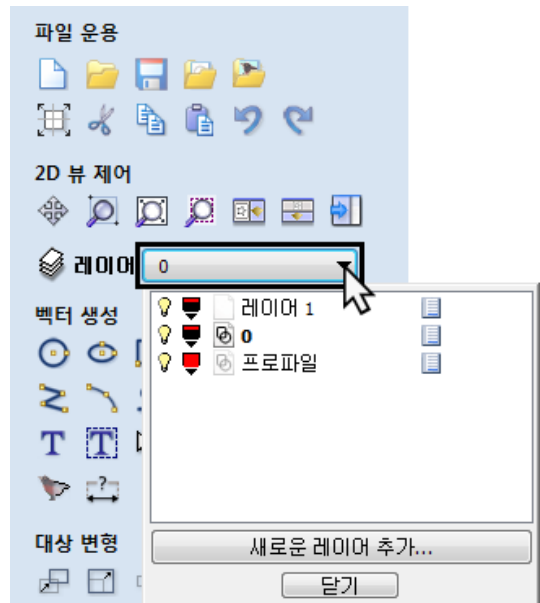 파일 운용
2D 뷰 제어
레이어 0
레이어 1
0
프로파일
벡터 생성
T T
?
대상 변형
새로운 레이어 추가...
닫기